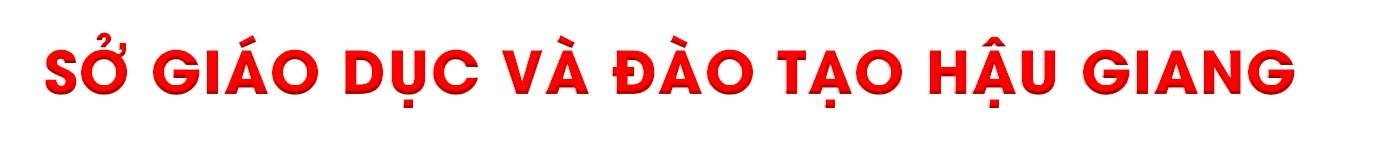 SỞ GIÁO DỤC VÀ ĐÀO TẠO HẬU GIANG